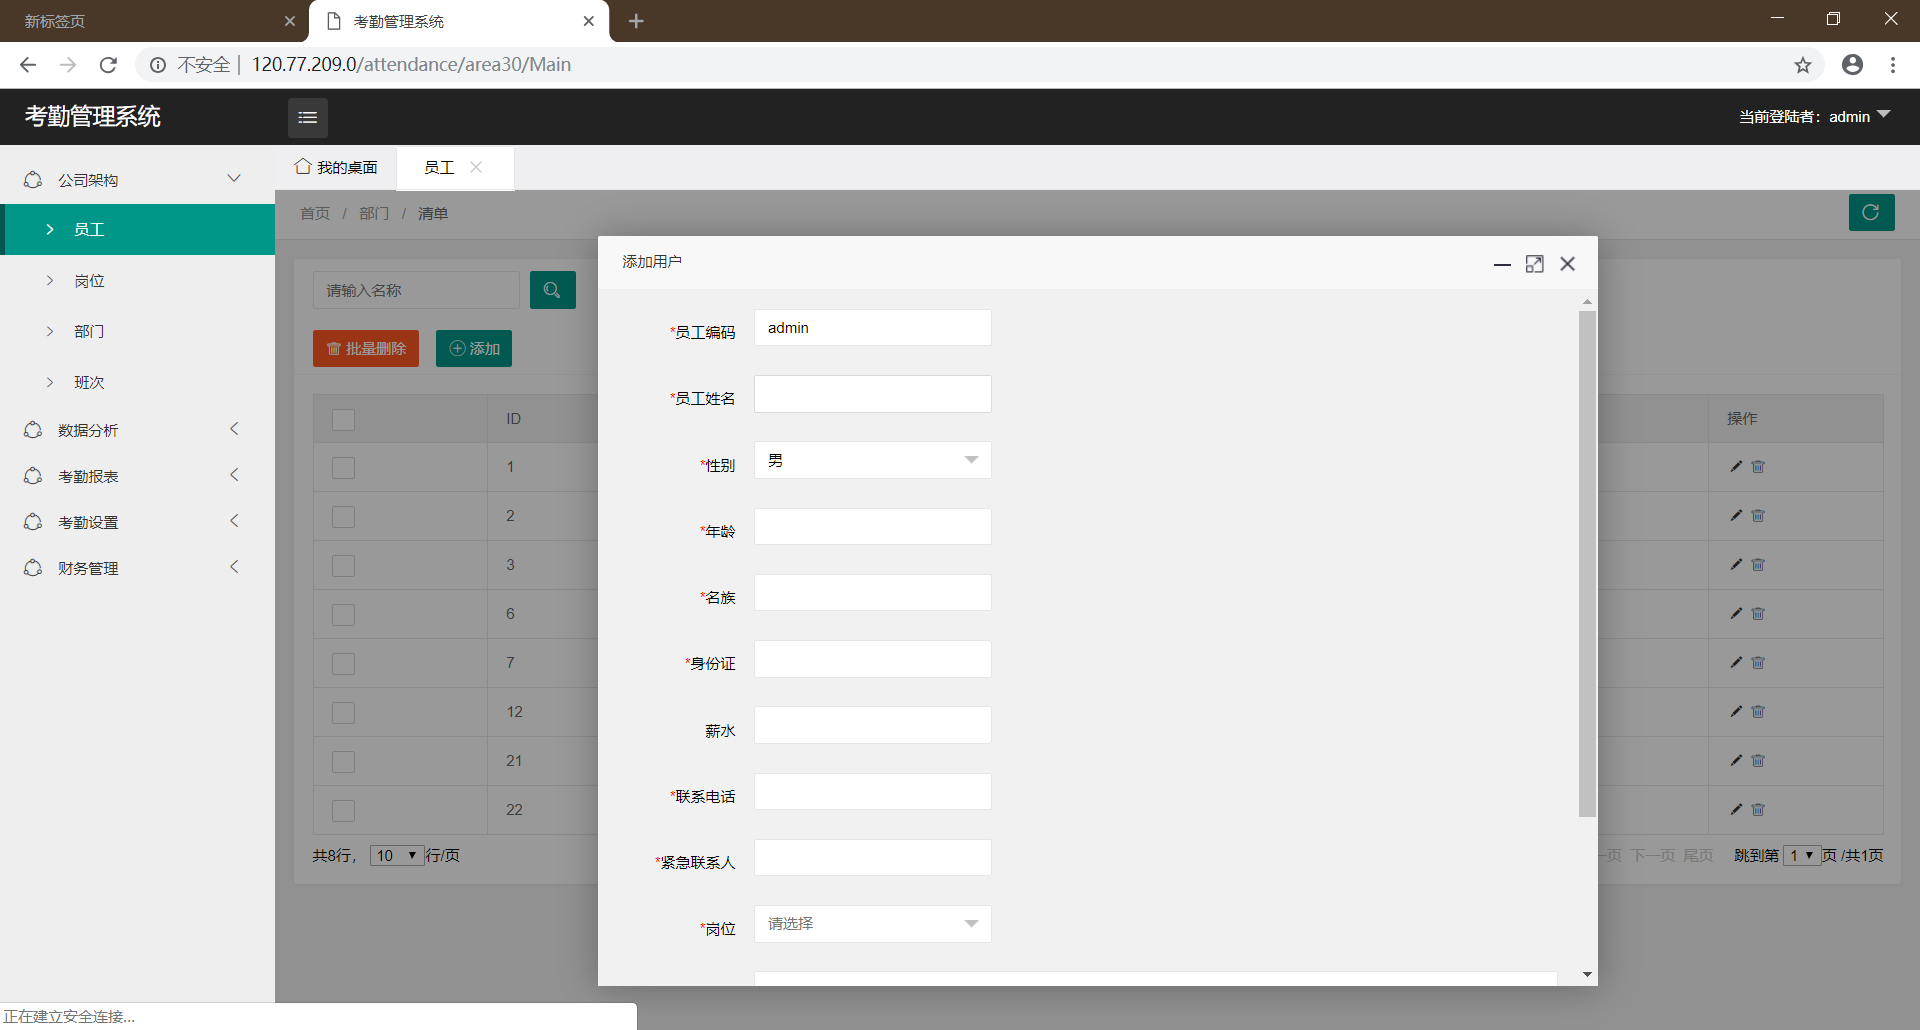 新标签页
考勤管理系统
不安全 | 120.77.209.0/attendance/area30/Main
考勤管理系统
当前登陆者：admin
公司架构
员工
岗位
部门
班次
数据分析
考勤报表
考勤设置
财务管理
我的桌面
员工
首页 / 部门 / 清单
请输入名称
批量删除
添加
ID
操作
1
2
3
6
7
12
21
22
共8行， 10 行/页
一页 下一页 尾页 跳到第 1 页 /共1页
添加用户
*员工编码 admin
*员工姓名
*性别 男
*年龄
*名族
*身份证
薪水
*联系电话
*紧急联系人
*岗位 请选择
正在建立安全连接...